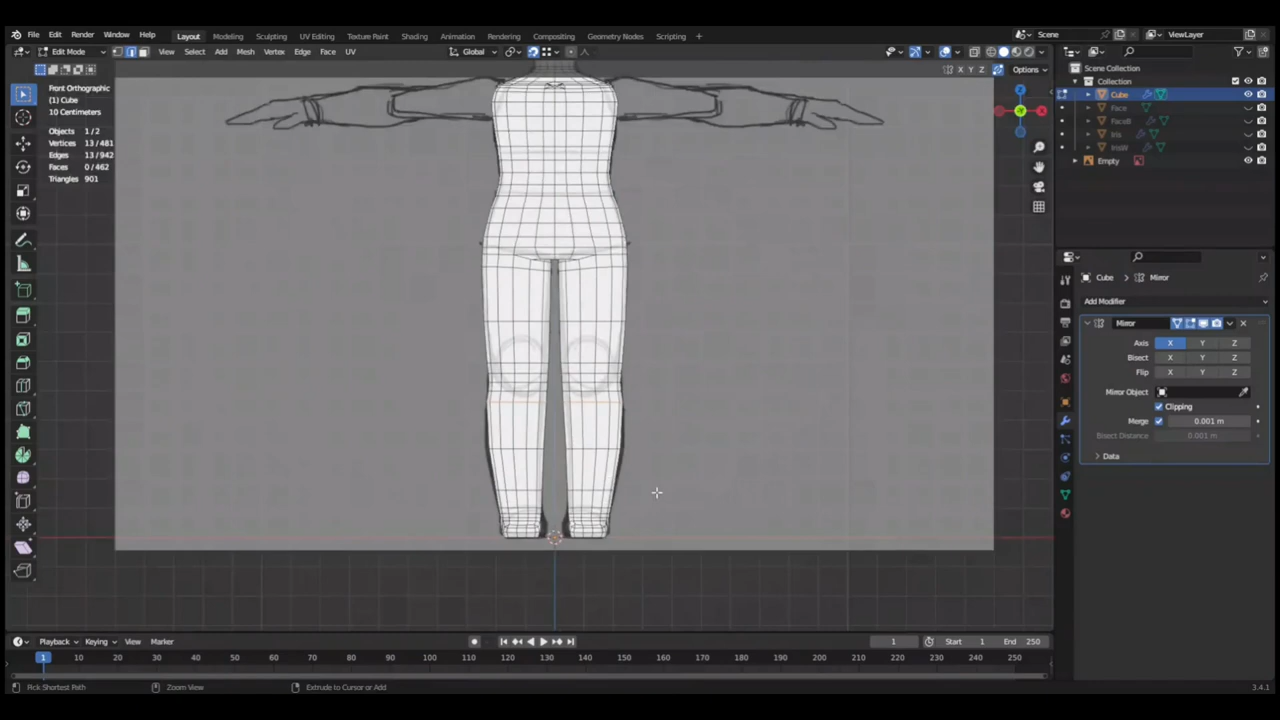 File Edit Render Window Help Layout Modeling Sculpting UV Editing Texture Paint Shading Animation Rendering Compositing Geometry Nodes Scripting + Scene ViewLayer
Edit Mode View Select Add Mesh Vertex Edge Face UV Global
X Y Z Options
Front Orthographic
(1) Cube
10 Centimeters
Objects 1/2
Vertices 13/481
Edges 13/942
Faces 0/462
Triangles 901
Scene Collection
Collection
Cube
Face
FaceB
Iris
IrisW
Empty
Cube > Mirror
Add Modifier
Mirror
Axis X Y Z
Bisect X Y Z
Flip X Y Z
Mirror Object
Clipping
Merge 0.001 m
Bisect Distance 0.001 m
Data
Playback Keying View Marker 1 Start 1 End 250
1 10 20 30 40 50 60 70 80 90 100 110 120 130 140 150 160 170 180 190 200 210 220 230 240 250
Pick Shortest Path Zoom View Extrude to Cursor or Add 3.4.1